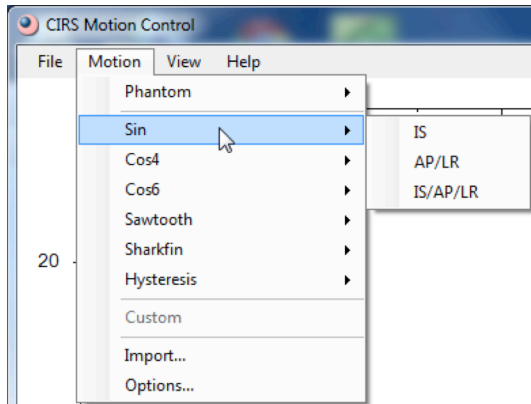 CIRS Motion Control
File Motion View Help
Phantom
Sin
Cos4
Cos6
Sawtooth
Sharkfin
Hysteresis
Custom
Import...
Options...
IS
AP/LR
IS/AP/LR
20